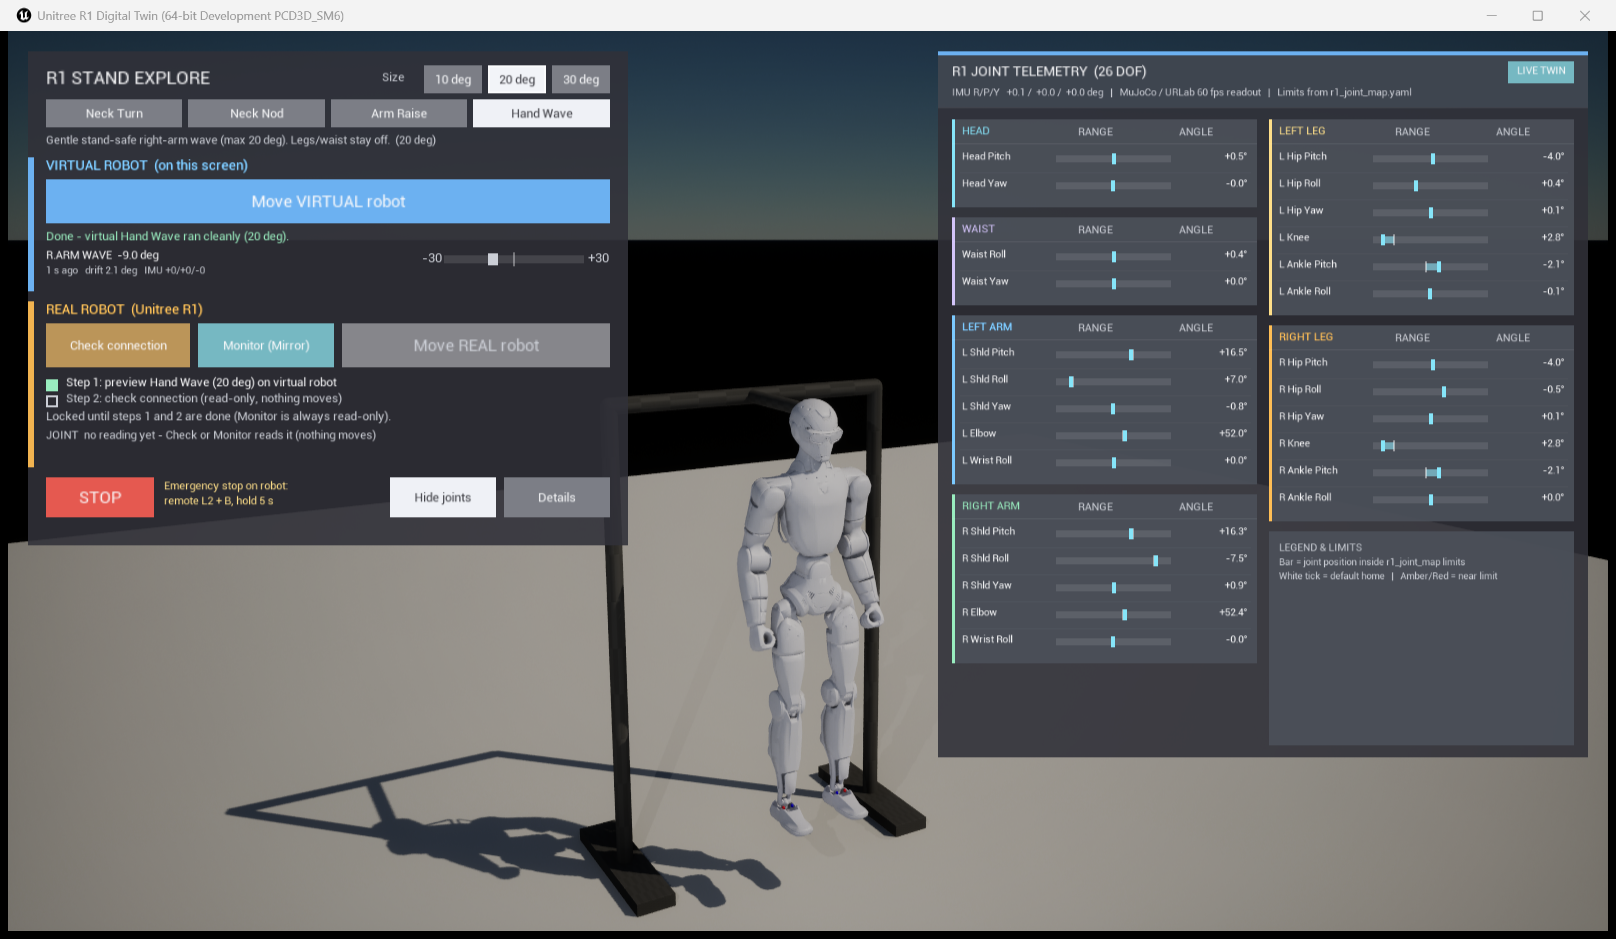 Unitree R1 Digital Twin (64-bit Development PCD3D_SM6)
R1 STAND EXPLORE
Size
10 deg
20 deg
30 deg
Neck Turn
Neck Nod
Arm Raise
Hand Wave
Gentle stand-safe right-arm wave (max 20 deg). Legs/waist stay off. (20 deg)
VIRTUAL ROBOT (on this screen)
Move VIRTUAL robot
Done - virtual Hand Wave ran cleanly (20 deg).
R.ARM WAVE -9.0 deg
-30
+30
1 s ago drift 2.1 deg IMU +0/+0/-0
REAL ROBOT (Unitree R1)
Check connection
Monitor (Mirror)
Move REAL robot
Step 1: preview Hand Wave (20 deg) on virtual robot
Step 2: check connection (read-only, nothing moves)
Locked until steps 1 and 2 are done (Monitor is always read-only).
JOINT no reading yet - Check or Monitor reads it (nothing moves)
STOP
Emergency stop on robot:
remote L2 + B, hold 5 s
Hide joints
Details
R1 JOINT TELEMETRY (26 DOF)
LIVE TWIN
IMU R/P/Y +0.1 / +0.0 / +0.0 deg | MuJoCo / URLab 60 fps readout | Limits from r1_joint_map.yaml
HEAD RANGE ANGLE
Head Pitch +0.5°
Head Yaw -0.0°
WAIST RANGE ANGLE
Waist Roll +0.4°
Waist Yaw +0.0°
LEFT ARM RANGE ANGLE
L Shld Pitch +16.5°
L Shld Roll +7.0°
L Shld Yaw -0.8°
L Elbow +52.0°
L Wrist Roll +0.0°
RIGHT ARM RANGE ANGLE
R Shld Pitch +16.3°
R Shld Roll -7.5°
R Shld Yaw +0.9°
R Elbow +52.4°
R Wrist Roll -0.0°
LEFT LEG RANGE ANGLE
L Hip Pitch -4.0°
L Hip Roll +0.4°
L Hip Yaw +0.1°
L Knee +2.8°
L Ankle Pitch -2.1°
L Ankle Roll -0.1°
RIGHT LEG RANGE ANGLE
R Hip Pitch -4.0°
R Hip Roll -0.5°
R Hip Yaw +0.1°
R Knee +2.8°
R Ankle Pitch -2.1°
R Ankle Roll +0.0°
LEGEND & LIMITS
Bar = joint position inside r1_joint_map limits
White tick = default home | Amber/Red = near limit